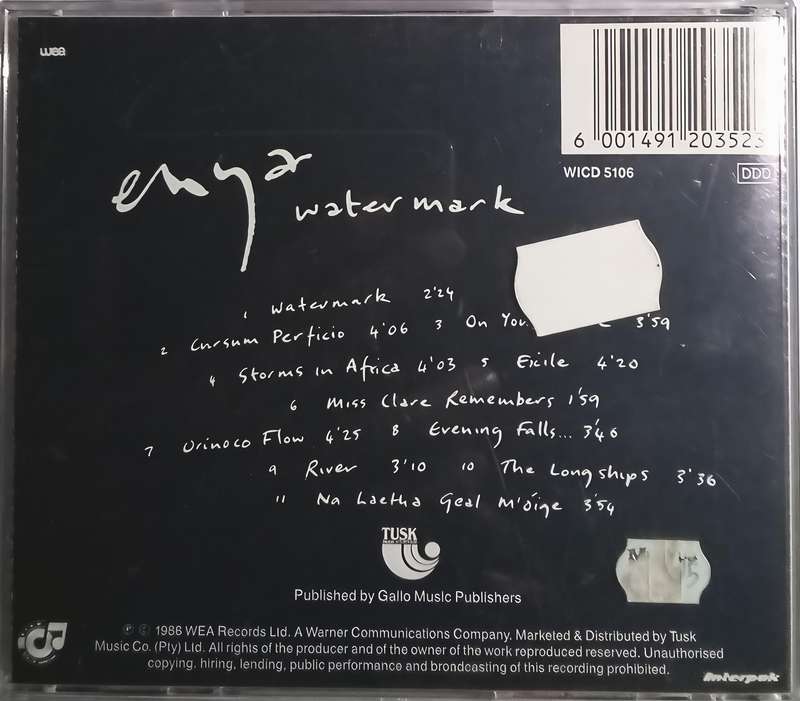 wea
6 001491 203523
WICD 5106
DDD
enya
watermark
1 watermark 2'24
2 Cursum Perficio 4'06 3 On You 3'59
4 Storms in Africa 4'03 5 Exile 4'20
6 Miss Clare Remembers 1'59
7 Orinoco Flow 4'25 8 Evening Falls... 3'46
9 River 3'10 10 The Longships 3'36
11 Na Laetha Geal M'óige 3'54
TUSK
Published by Gallo Music Publishers
℗ © 1986 WEA Records Ltd. A Warner Communications Company. Marketed & Distributed by Tusk
Music Co. (Pty) Ltd. All rights of the producer and of the owner of the work roproduced reserved. Unauthorised
copying, hiring, lending, public performance and brondcasting of this recording prohibited.
Interpak